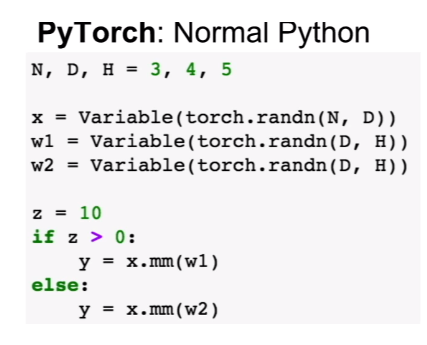 PyTorch: Normal Python
N, D, H = 3, 4, 5
x = Variable(torch.randn(N, D))
w1 = Variable(torch.randn(D, H))
w2 = Variable(torch.randn(D, H))
z = 10
if z > 0:
    y = x.mm(w1)
else:
    y = x.mm(w2)